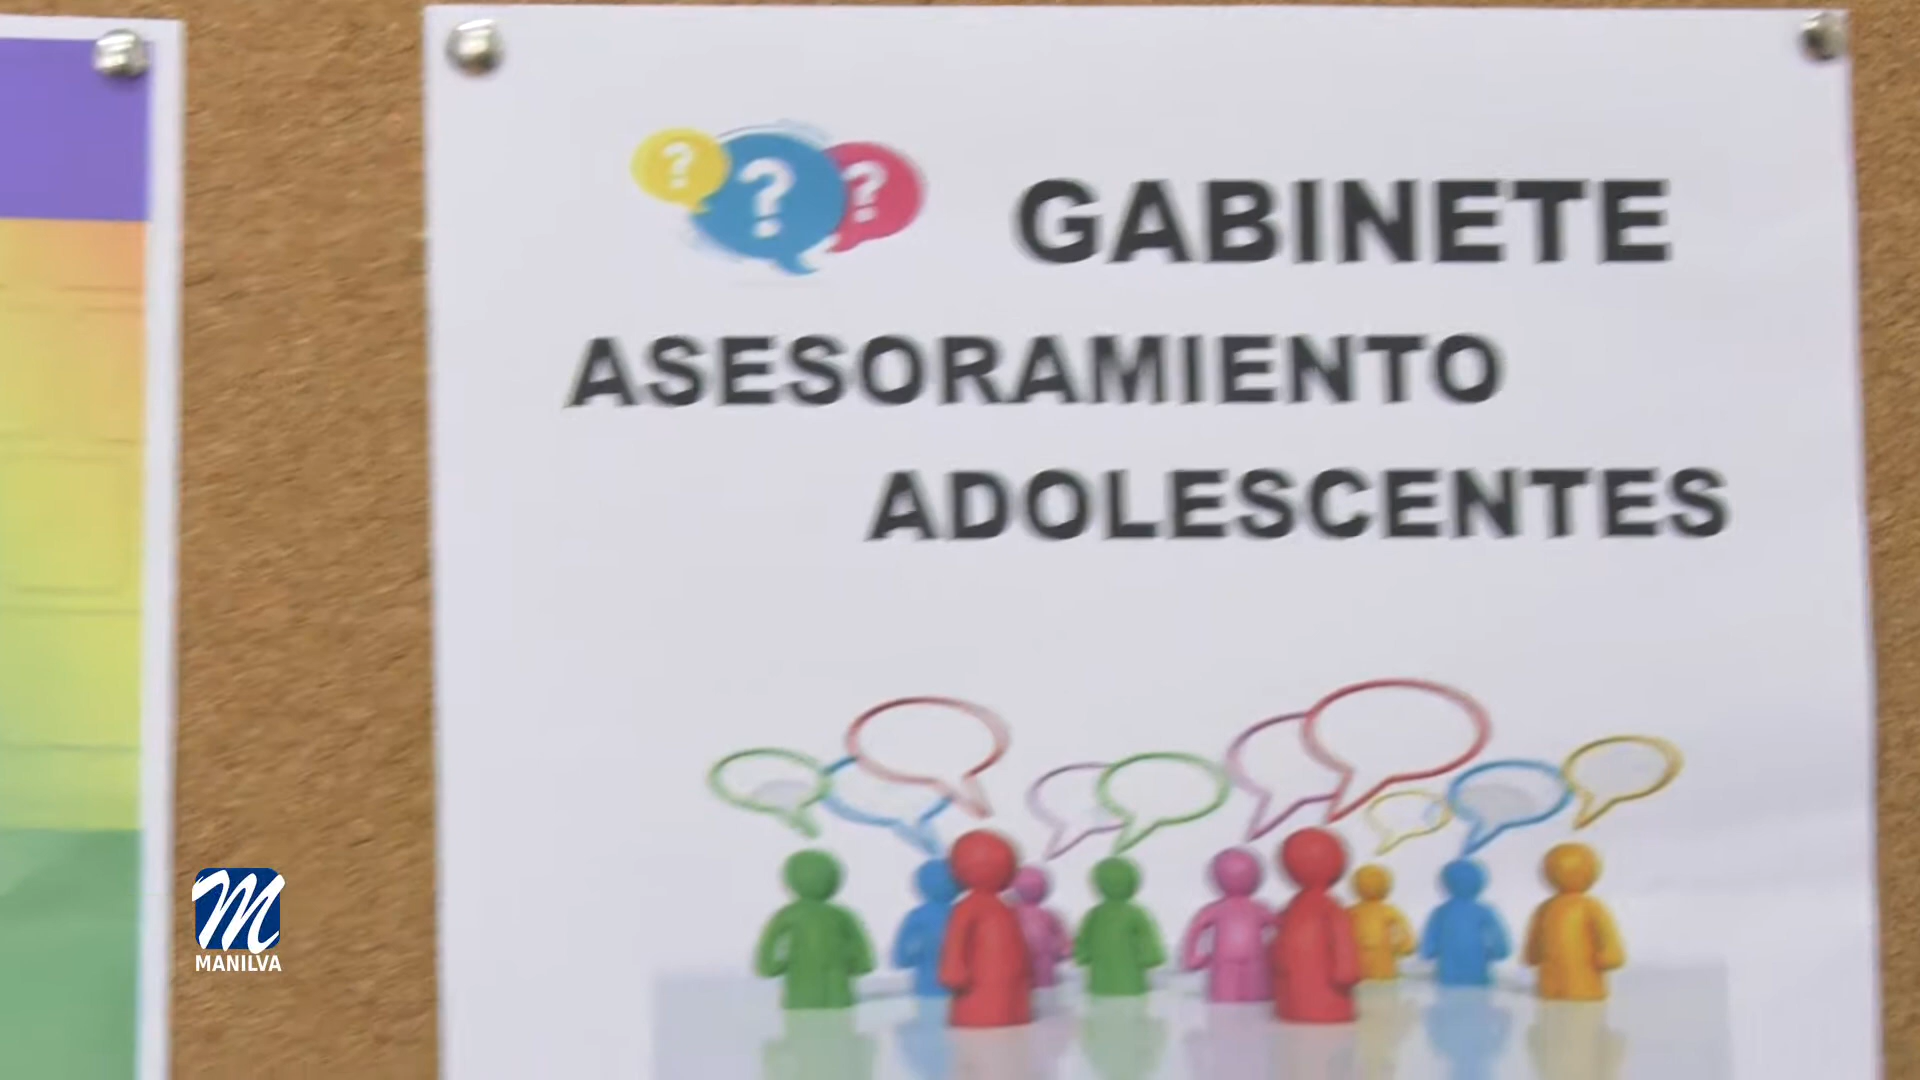 ? ? ?
GABINETE
ASESORAMIENTO
ADOLESCENTES
M
MANILVA